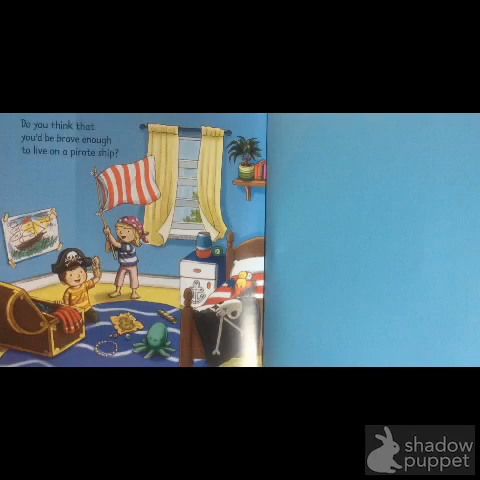 Do you think that
you'd be brave enough
to live on a pirate ship?
shadow
puppet